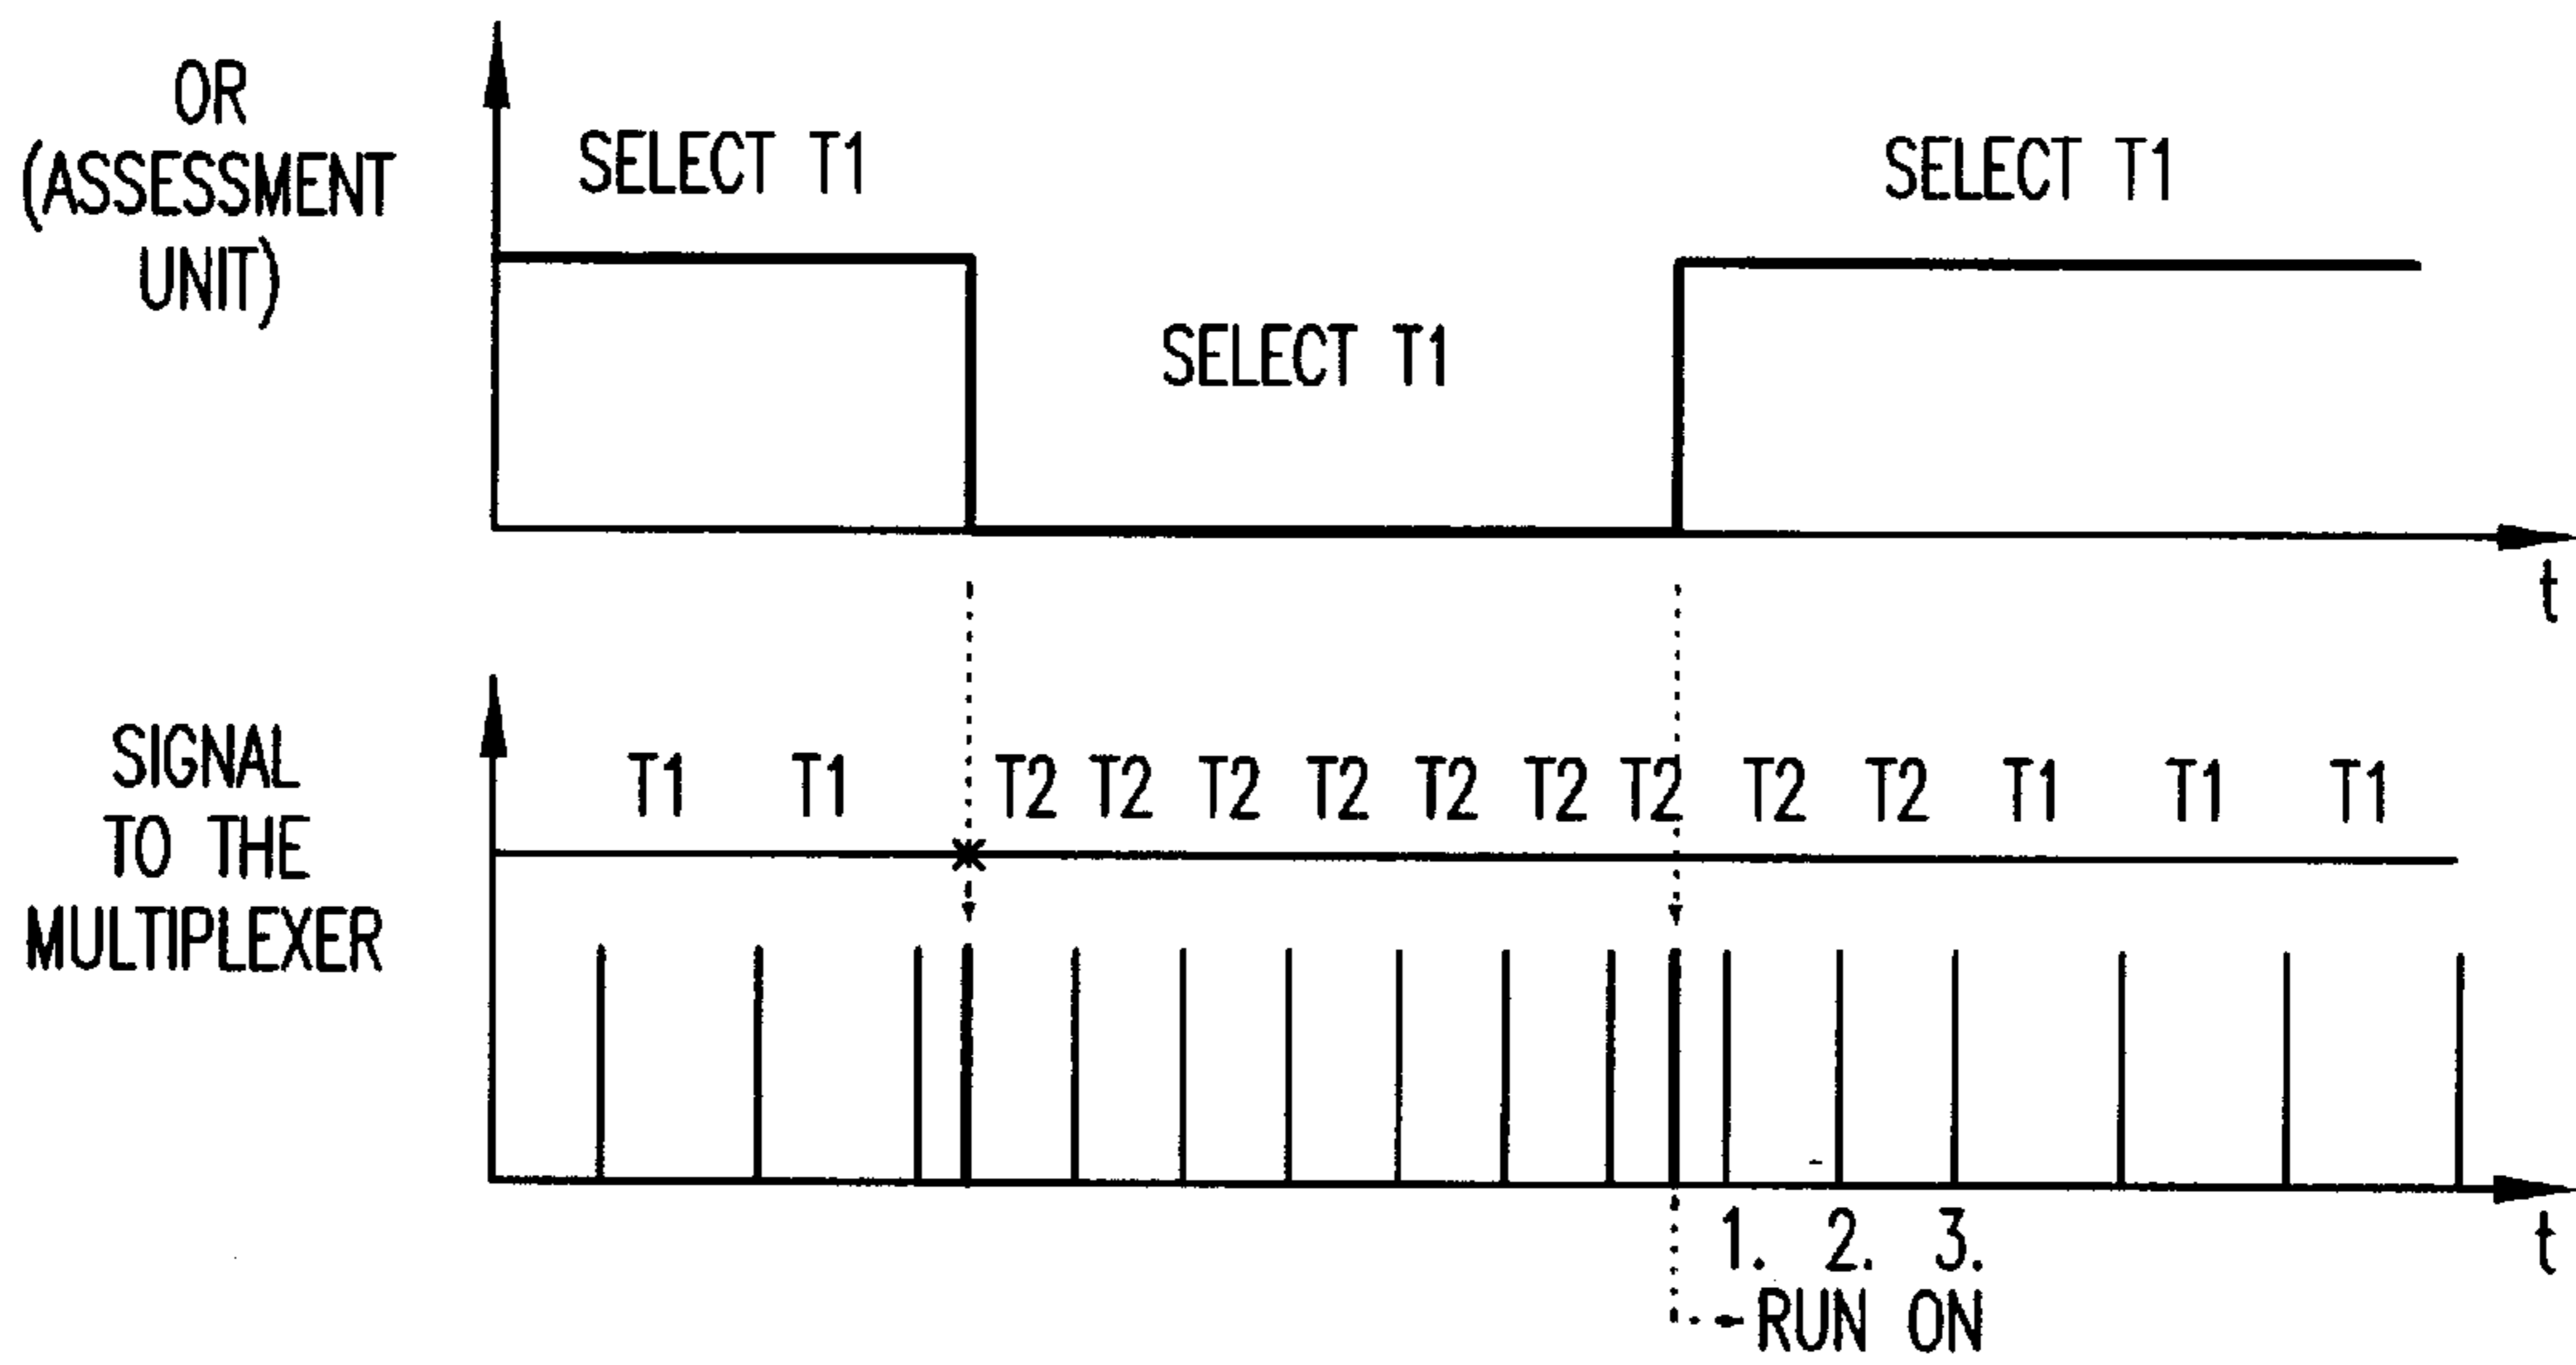 OR
(ASSESSMENT
UNIT)
SELECT T1
SELECT T1
SELECT T1
t
SIGNAL
TO THE
MULTIPLEXER
T1 T1 T2 T2 T2 T2 T2 T2 T2 T2 T2 T1 T1 T1
t
1. 2. 3.
RUN ON